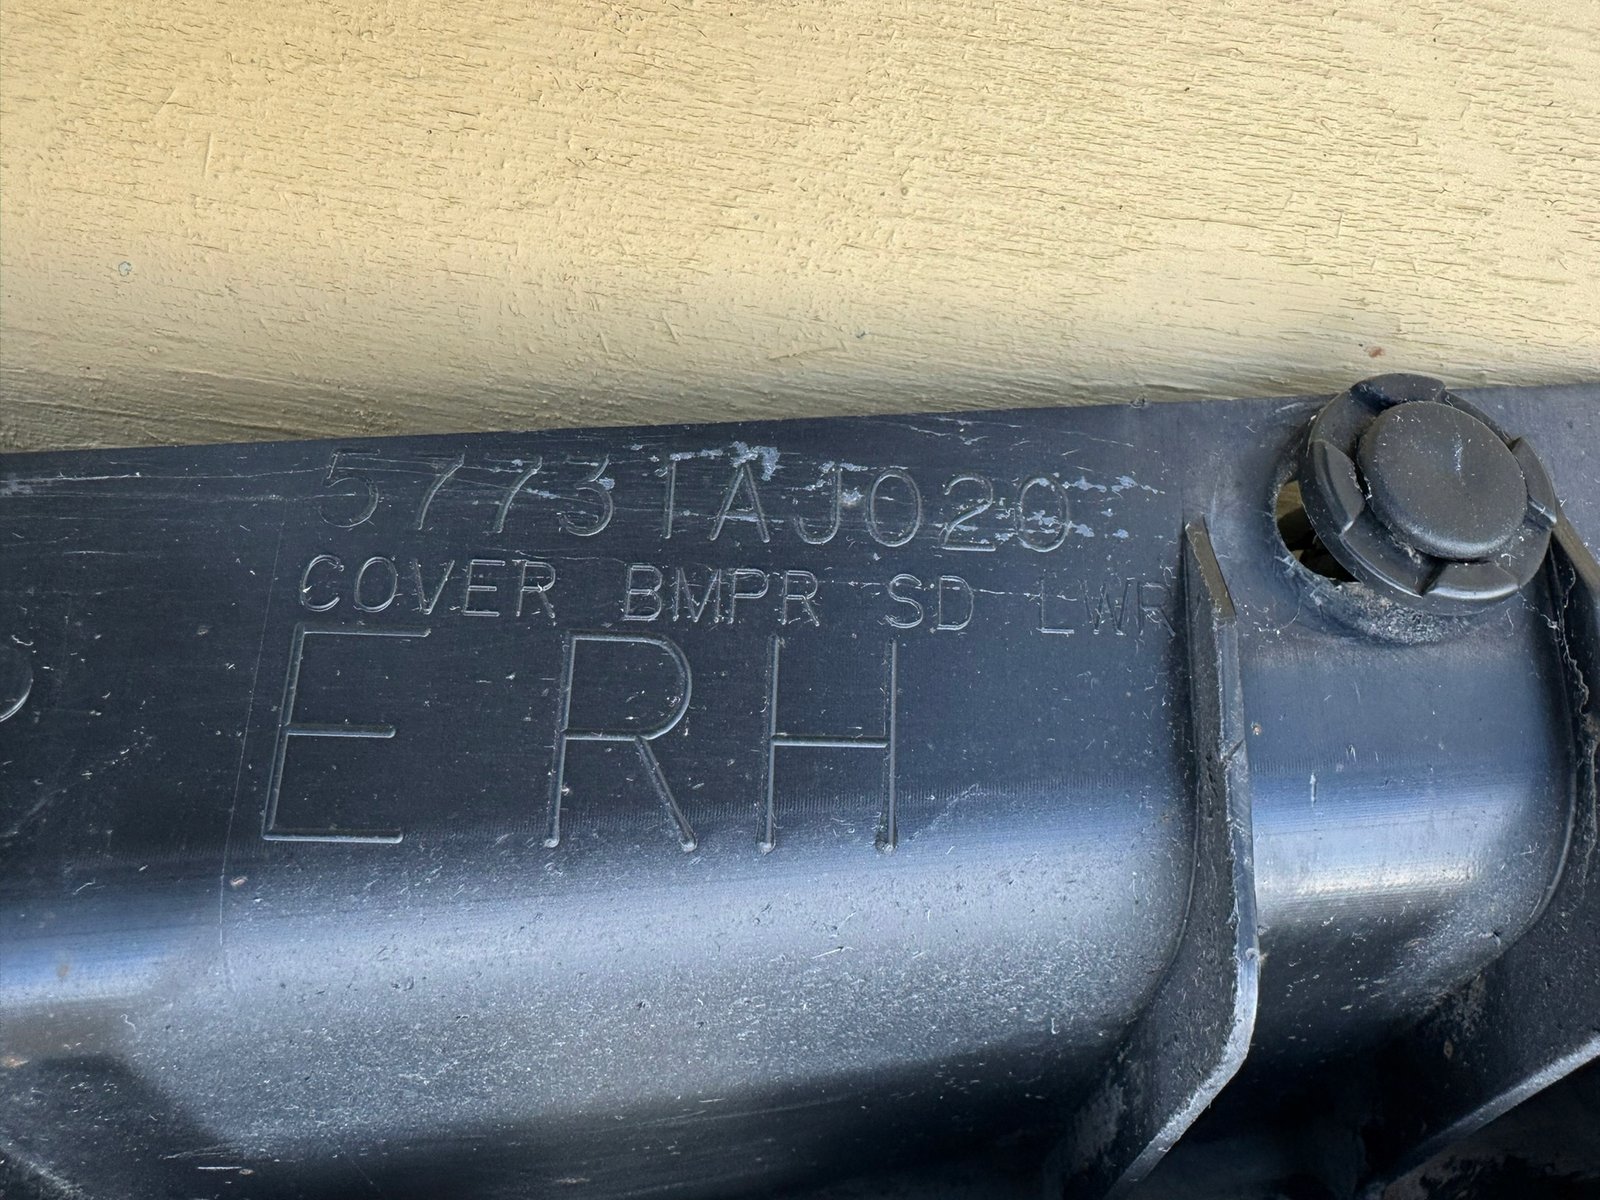 57731AJ020
COVER BMPR SD LWR
E RH